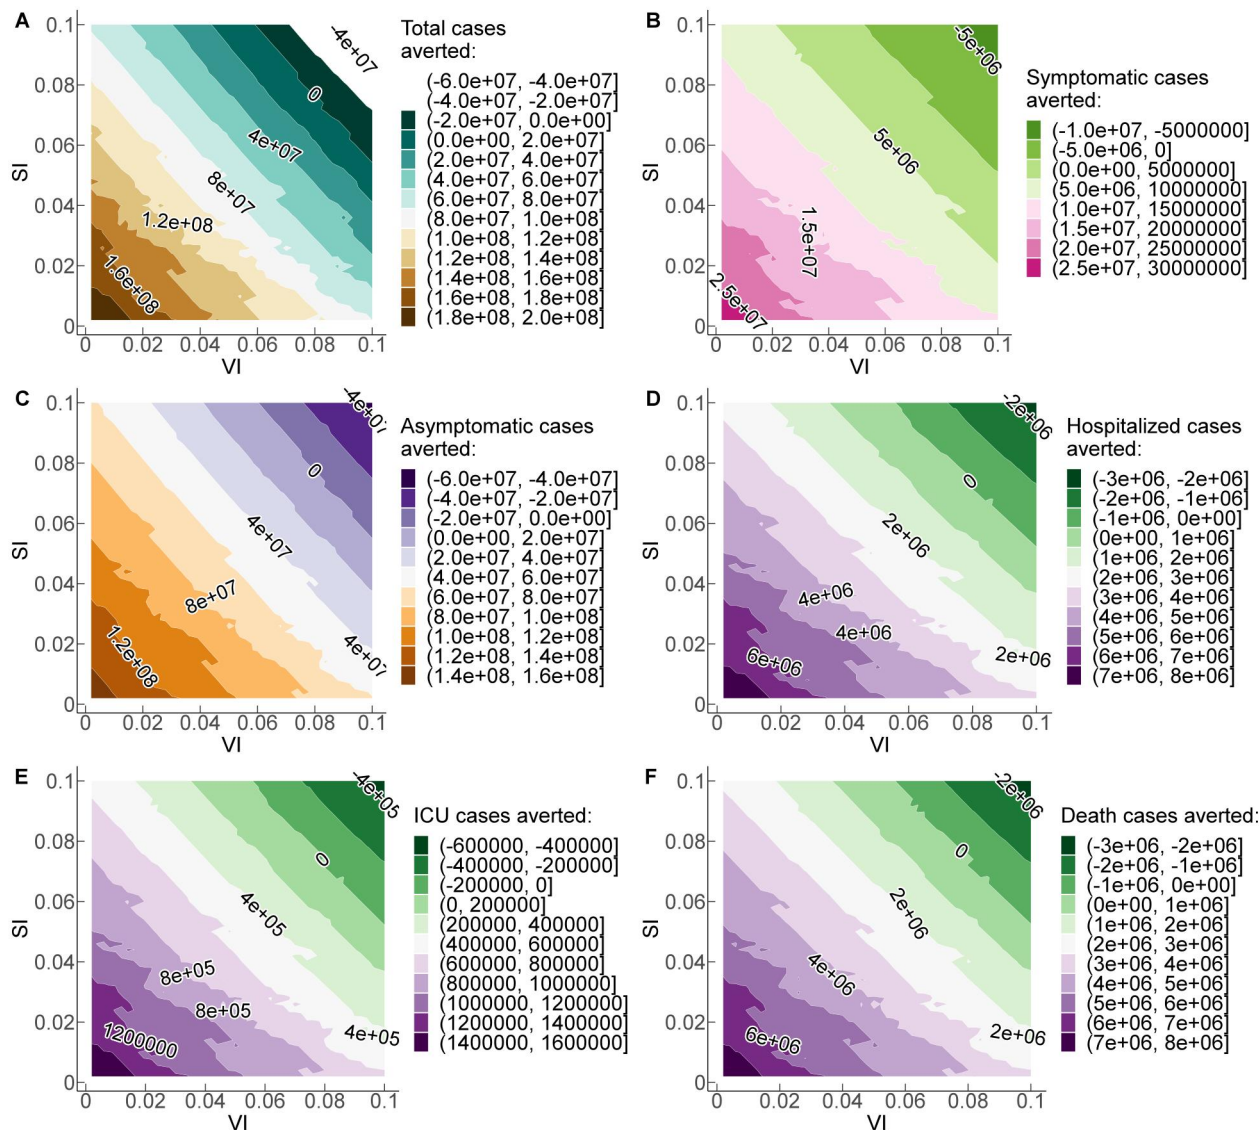 A
Total cases
averted:
(-6.0e+07, -4.0e+07]
(-4.0e+07, -2.0e+07]
(-2.0e+07, 0.0e+00]
(0.0e+00, 2.0e+07]
(2.0e+07, 4.0e+07]
(4.0e+07, 6.0e+07]
(6.0e+07, 8.0e+07]
(8.0e+07, 1.0e+08]
(1.0e+08, 1.2e+08]
(1.2e+08, 1.4e+08]
(1.4e+08, 1.6e+08]
(1.6e+08, 1.8e+08]
(1.8e+08, 2.0e+08]
-4e+07
0
4e+07
8e+07
1.2e+08
1.6e+08
SI
0.1
0.08
0.06
0.04
0.02
0
0 0.02 0.04 0.06 0.08 0.1
VI
B
Symptomatic cases
averted:
(-1.0e+07, -5000000]
(-5.0e+06, 0]
(0.0e+00, 5000000]
(5.0e+06, 10000000]
(1.0e+07, 15000000]
(1.5e+07, 20000000]
(2.0e+07, 25000000]
(2.5e+07, 30000000]
-5e+06
5e+06
1.5e+07
2.5e+07
SI
0.1
0.08
0.06
0.04
0.02
0
0 0.02 0.04 0.06 0.08 0.1
VI
C
Asymptomatic cases
averted:
(-6.0e+07, -4.0e+07]
(-4.0e+07, -2.0e+07]
(-2.0e+07, 0.0e+00]
(0.0e+00, 2.0e+07]
(2.0e+07, 4.0e+07]
(4.0e+07, 6.0e+07]
(6.0e+07, 8.0e+07]
(8.0e+07, 1.0e+08]
(1.0e+08, 1.2e+08]
(1.2e+08, 1.4e+08]
(1.4e+08, 1.6e+08]
-4e+07
0
4e+07
8e+07
1.2e+08
4e+07
SI
0.1
0.08
0.06
0.04
0.02
0
0 0.02 0.04 0.06 0.08 0.1
VI
D
Hospitalized cases
averted:
(-3e+06, -2e+06]
(-2e+06, -1e+06]
(-1e+06, 0e+00]
(0e+00, 1e+06]
(1e+06, 2e+06]
(2e+06, 3e+06]
(3e+06, 4e+06]
(4e+06, 5e+06]
(5e+06, 6e+06]
(6e+06, 7e+06]
(7e+06, 8e+06]
-2e+06
0
2e+06
4e+06
4e+06
6e+06
2e+06
SI
0.1
0.08
0.06
0.04
0.02
0
0 0.02 0.04 0.06 0.08 0.1
VI
E
ICU cases averted:
(-600000, -400000]
(-400000, -200000]
(-200000, 0]
(0, 200000]
(200000, 400000]
(400000, 600000]
(600000, 800000]
(800000, 1000000]
(1000000, 1200000]
(1200000, 1400000]
(1400000, 1600000]
-4e+05
0
4e+05
8e+05
8e+05
1200000
4e+05
SI
0.1
0.08
0.06
0.04
0.02
0
0 0.02 0.04 0.06 0.08 0.1
VI
F
Death cases averted:
(-3e+06, -2e+06]
(-2e+06, -1e+06]
(-1e+06, 0e+00]
(0e+00, 1e+06]
(1e+06, 2e+06]
(2e+06, 3e+06]
(3e+06, 4e+06]
(4e+06, 5e+06]
(5e+06, 6e+06]
(6e+06, 7e+06]
(7e+06, 8e+06]
-2e+06
0
2e+06
4e+06
6e+06
2e+06
SI
0.1
0.08
0.06
0.04
0.02
0
0 0.02 0.04 0.06 0.08 0.1
VI